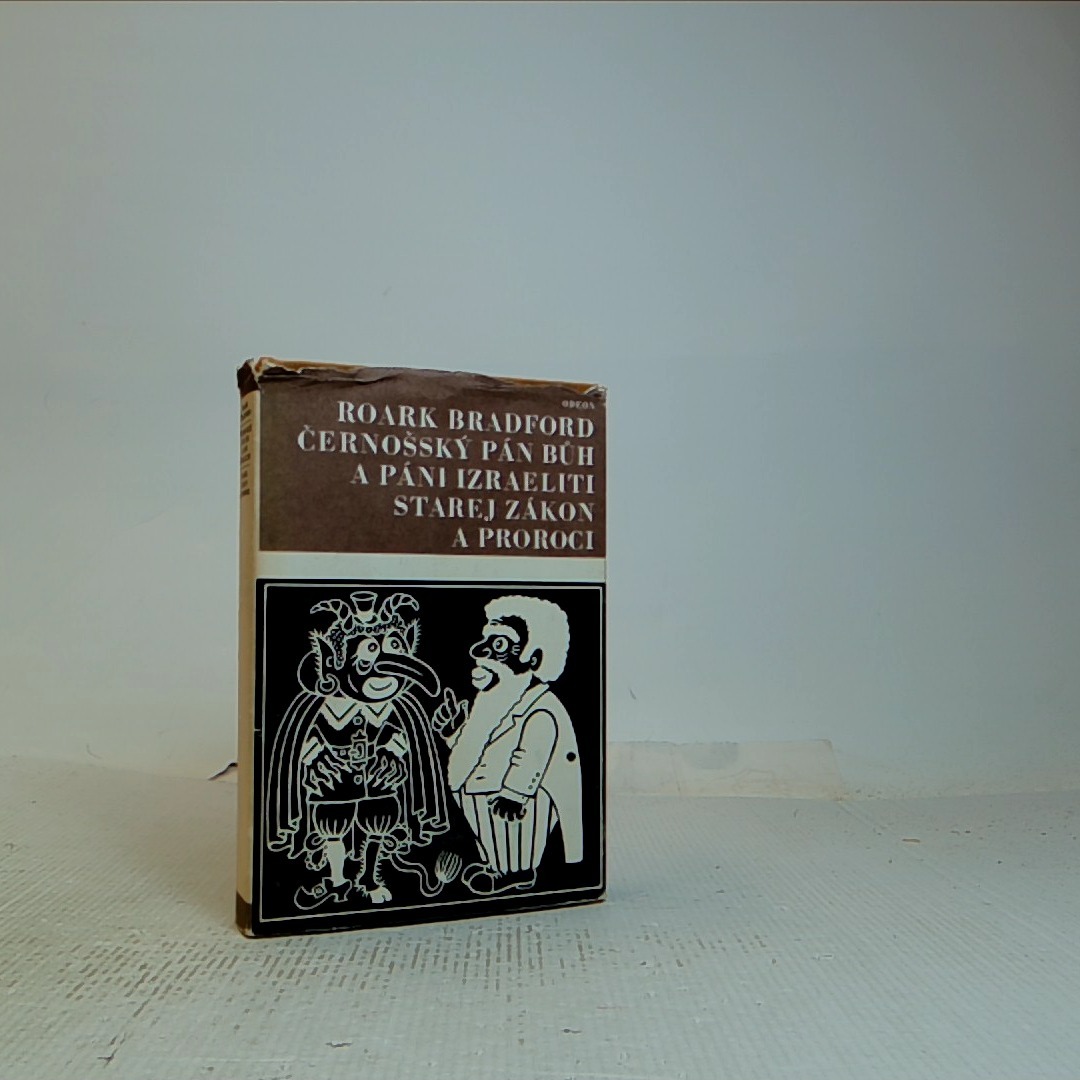 ODEON
ROARK BRADFORD
ČERNOŠSKÝ PÁN BŮH
A PÁNI IZRAELITI
STAREJ ZÁKON
A PROROCI